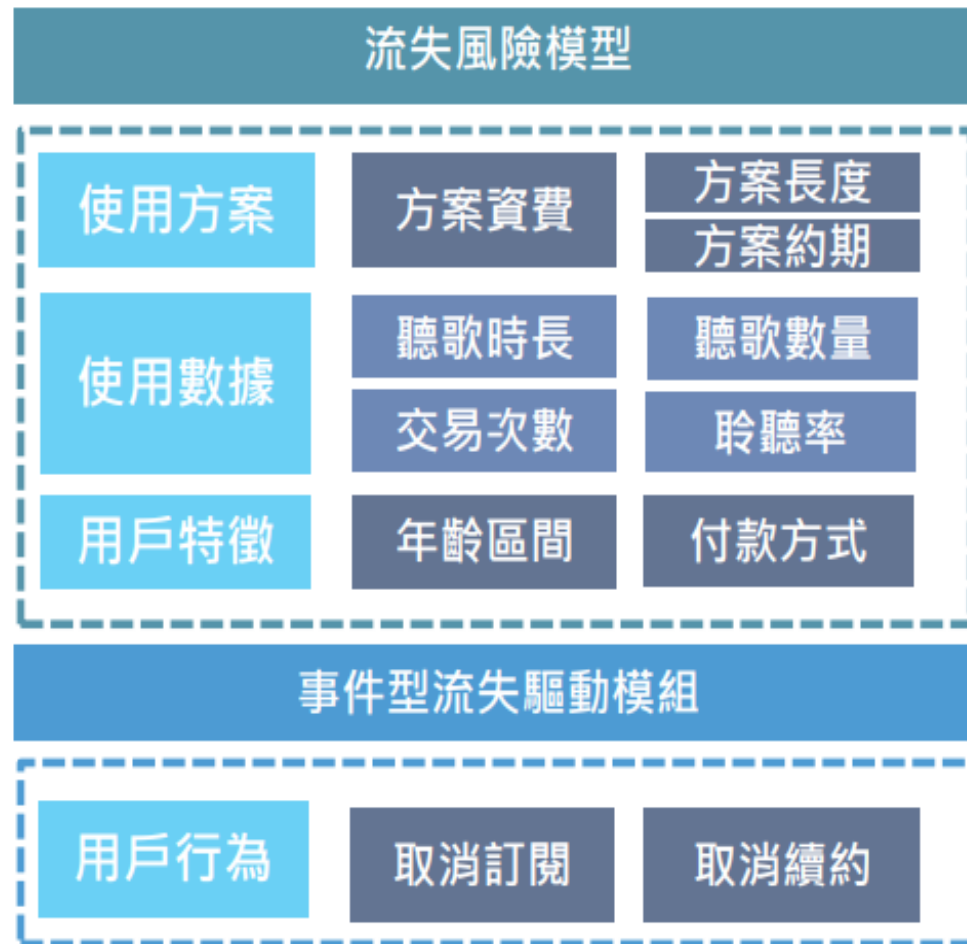 流失風險模型
使用方案
方案資費
方案長度
方案約期
使用數據
聽歌時長
聽歌數量
交易次數
聆聽率
用戶特徵
年齡區間
付款方式
事件型流失驅動模組
用戶行為
取消訂閱
取消續約